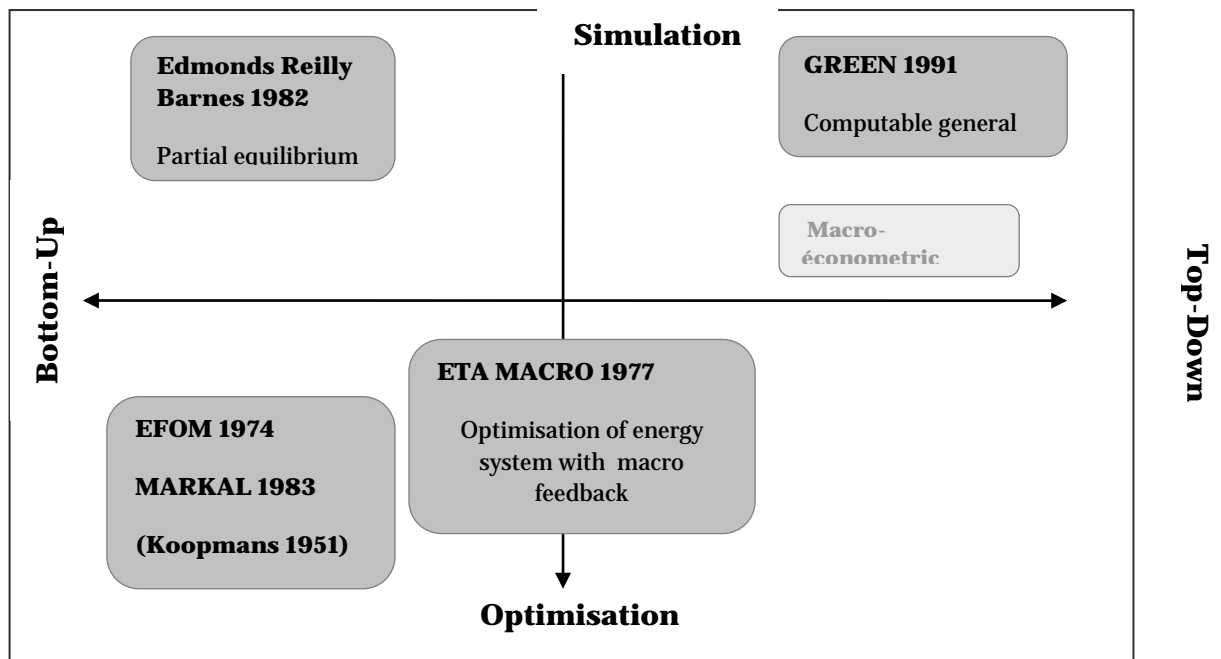 Simulation
Edmonds Reilly
Barnes 1982
Partial equilibrium
GREEN 1991
Computable general
Macro-
économetric
Bottom-Up
Top-Down
ETA MACRO 1977
Optimisation of energy
system with macro
feedback
EFOM 1974
MARKAL 1983
(Koopmans 1951)
Optimisation